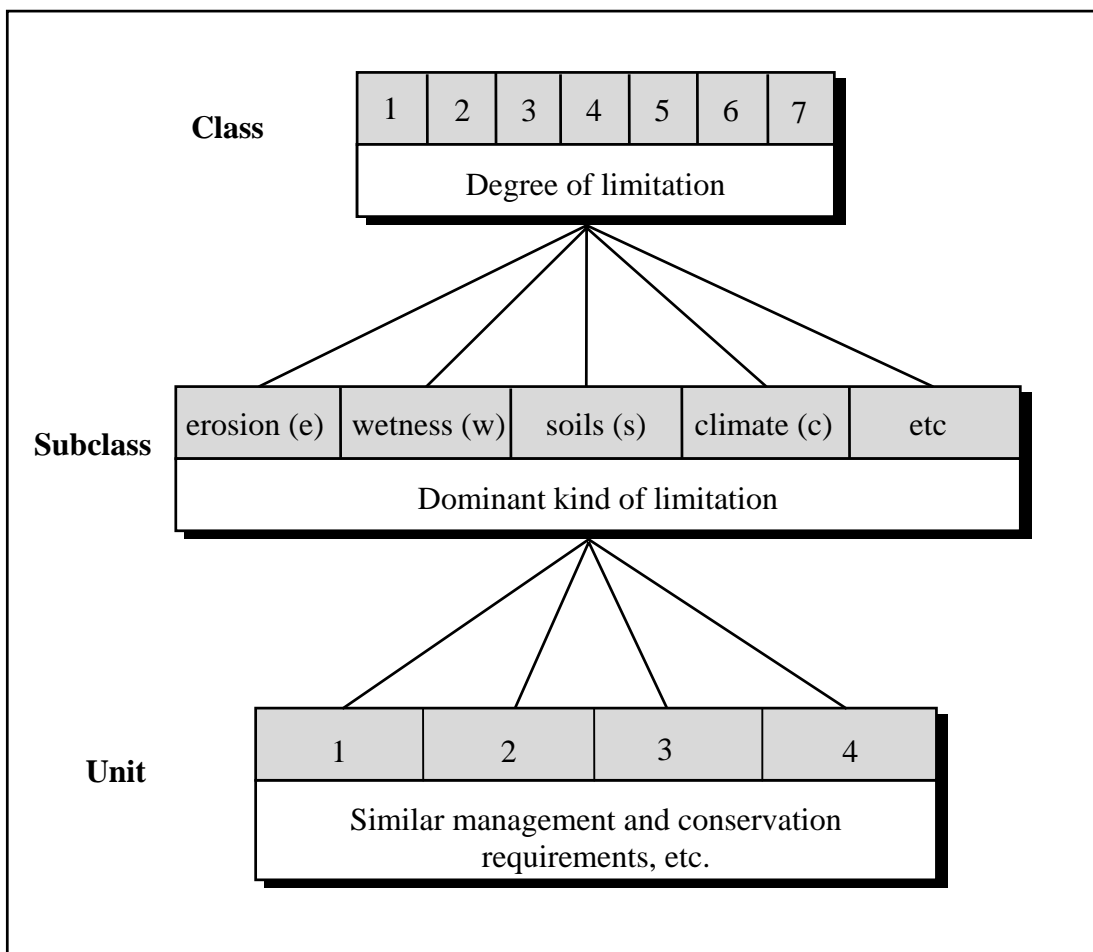 Class
1 2 3 4 5 6 7
Degree of limitation
Subclass
erosion (e) wetness (w) soils (s) climate (c) etc
Dominant kind of limitation
Unit
1 2 3 4
Similar management and conservation
requirements, etc.